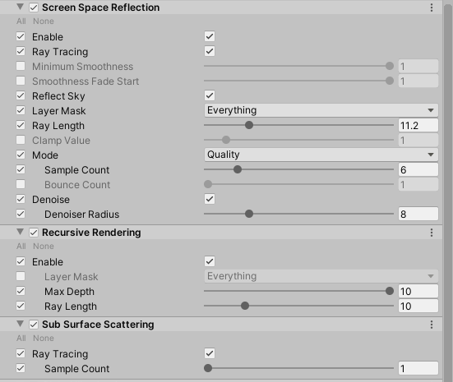 Screen Space Reflection
All None
Enable
Ray Tracing
Minimum Smoothness 1
Smoothness Fade Start 1
Reflect Sky
Layer Mask Everything
Ray Length 11.2
Clamp Value 1
Mode Quality
Sample Count 6
Bounce Count 1
Denoise
Denoiser Radius 8
Recursive Rendering
All None
Enable
Layer Mask Everything
Max Depth 10
Ray Length 10
Sub Surface Scattering
All None
Ray Tracing
Sample Count 1